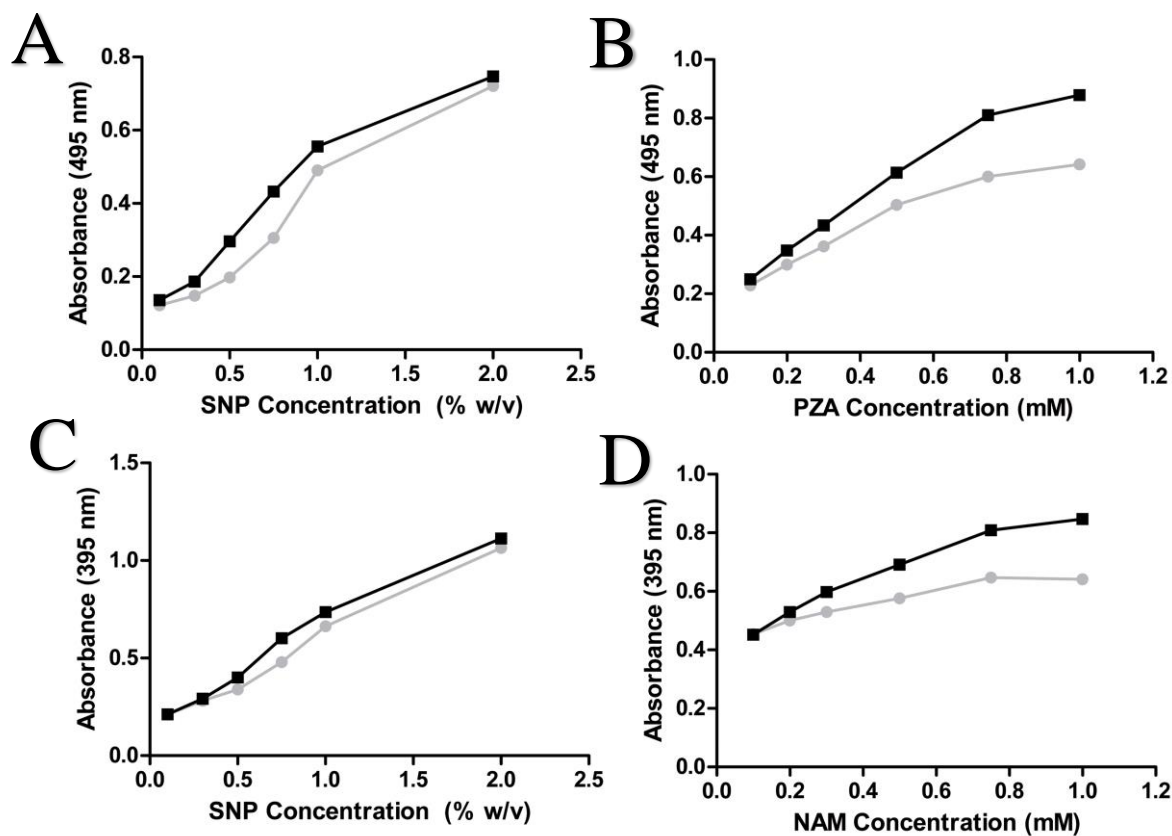 A
0.8
0.6
0.4
0.2
0.0
Absorbance (495 nm)
0.0 0.5 1.0 1.5 2.0 2.5
SNP Concentration (% w/v)
B
1.0
0.8
0.6
0.4
0.2
0.0
Absorbance (495 nm)
0.0 0.2 0.4 0.6 0.8 1.0 1.2
PZA Concentration (mM)
C
1.5
1.0
0.5
0.0
Absorbance (395 nm)
0.0 0.5 1.0 1.5 2.0 2.5
SNP Concentration (% w/v)
D
1.0
0.8
0.6
0.4
0.2
0.0
Absorbance (395 nm)
0.0 0.2 0.4 0.6 0.8 1.0 1.2
NAM Concentration (mM)